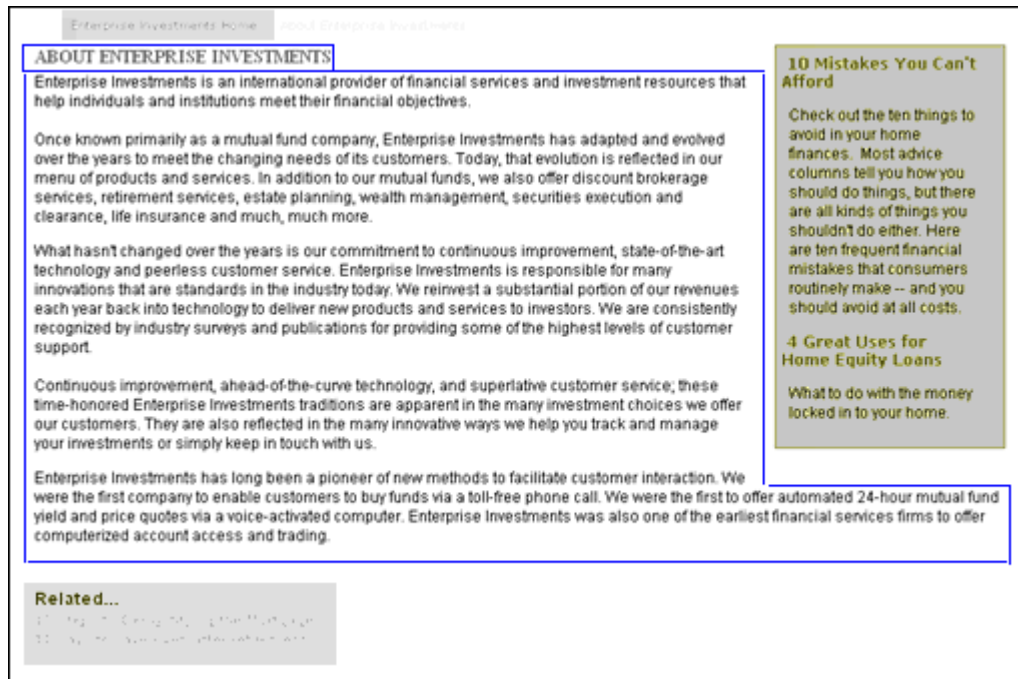 Enterprise Investments Home About Enterprise Investments
ABOUT ENTERPRISE INVESTMENTS
Enterprise Investments is an international provider of financial services and investment resources that
help individuals and institutions meet their financial objectives.
Once known primarily as a mutual fund company, Enterprise Investments has adapted and evolved
over the years to meet the changing needs of its customers. Today, that evolution is reflected in our
menu of products and services. In addition to our mutual funds, we also offer discount brokerage
services, retirement services, estate planning, wealth management, securities execution and
clearance, life insurance and much, much more.
What hasn't changed over the years is our commitment to continuous improvement, state-of-the-art
technology and peerless customer service. Enterprise Investments is responsible for many
innovations that are standards in the industry today. We reinvest a substantial portion of our revenues
each year back into technology to deliver new products and services to investors. We are consistently
recognized by industry surveys and publications for providing some of the highest levels of customer
support.
Continuous improvement, ahead-of-the-curve technology, and superlative customer service; these
time-honored Enterprise Investments traditions are apparent in the many investment choices we offer
our customers. They are also reflected in the many innovative ways we help you track and manage
your investments or simply keep in touch with us.
Enterprise Investments has long been a pioneer of new methods to facilitate customer interaction. We
were the first company to enable customers to buy funds via a toll-free phone call. We were the first to offer automated 24-hour mutual fund
yield and price quotes via a voice-activated computer. Enterprise Investments was also one of the earliest financial services firms to offer
computerized account access and trading.
10 Mistakes You Can't
Afford
Check out the ten things to
avoid in your home
finances. Most advice
columns tell you how you
should do things, but there
are all kinds of things you
shouldn't do either. Here
are ten frequent financial
mistakes that consumers
routinely make -- and you
should avoid at all costs.
4 Great Uses for
Home Equity Loans
What to do with the money
locked in to your home.
Related...